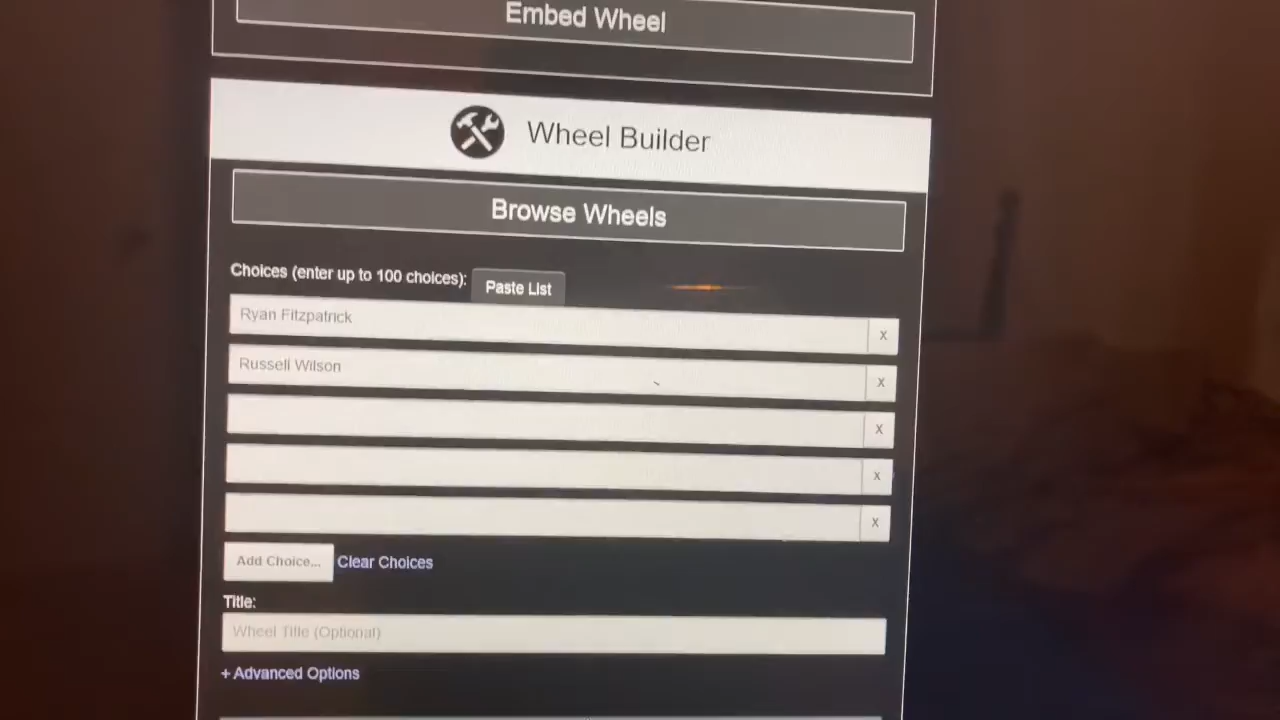 Embed Wheel
Wheel Builder
Browse Wheels
Choices (enter up to 100 choices): Paste List
Ryan Fitzpatrick x
Russell Wilson x
x
x
x
Add Choice... Clear Choices
Title:
Wheel Title (Optional)
+ Advanced Options